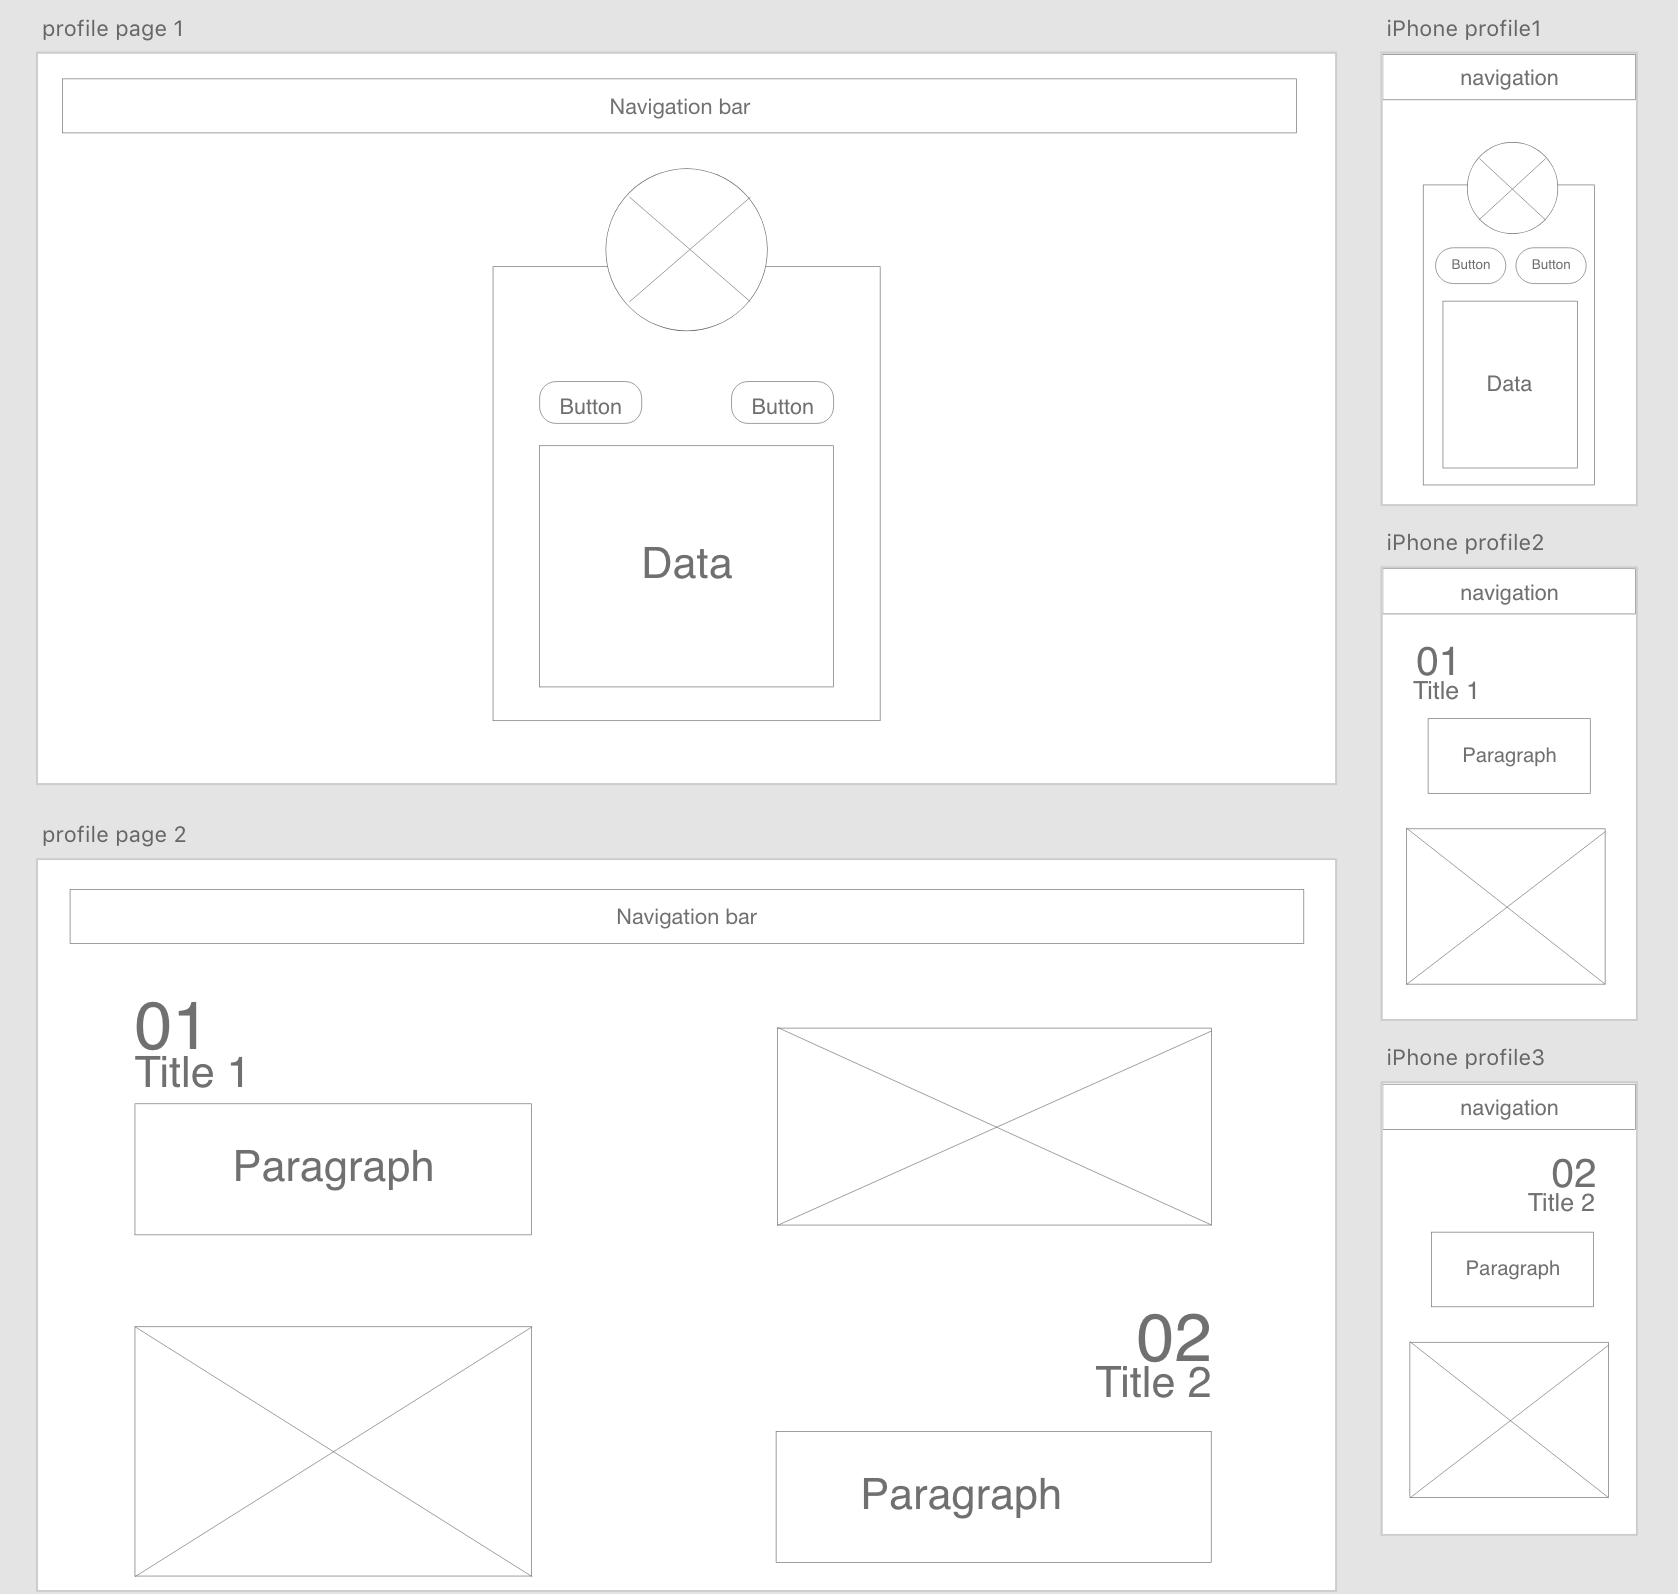 profile page 1
Navigation bar
Button
Button
Data
profile page 2
Navigation bar
01
Title 1
Paragraph
02
Title 2
Paragraph
iPhone profile1
navigation
Button
Button
Data
iPhone profile2
navigation
01
Title 1
Paragraph
iPhone profile3
navigation
02
Title 2
Paragraph